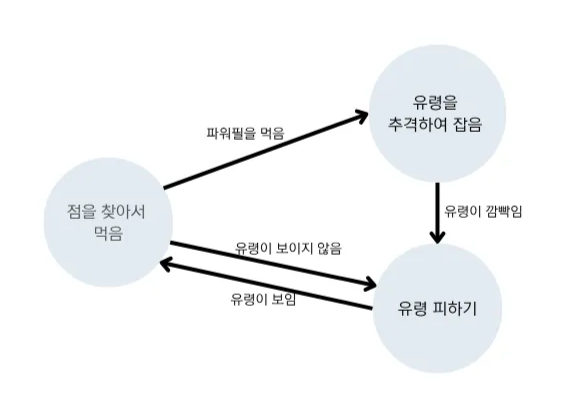 유령을
추격하여 잡음
파워필을 먹음
점을 찾아서
먹음
유령이 깜빡임
유령이 보이지 않음
유령이 보임
유령 피하기